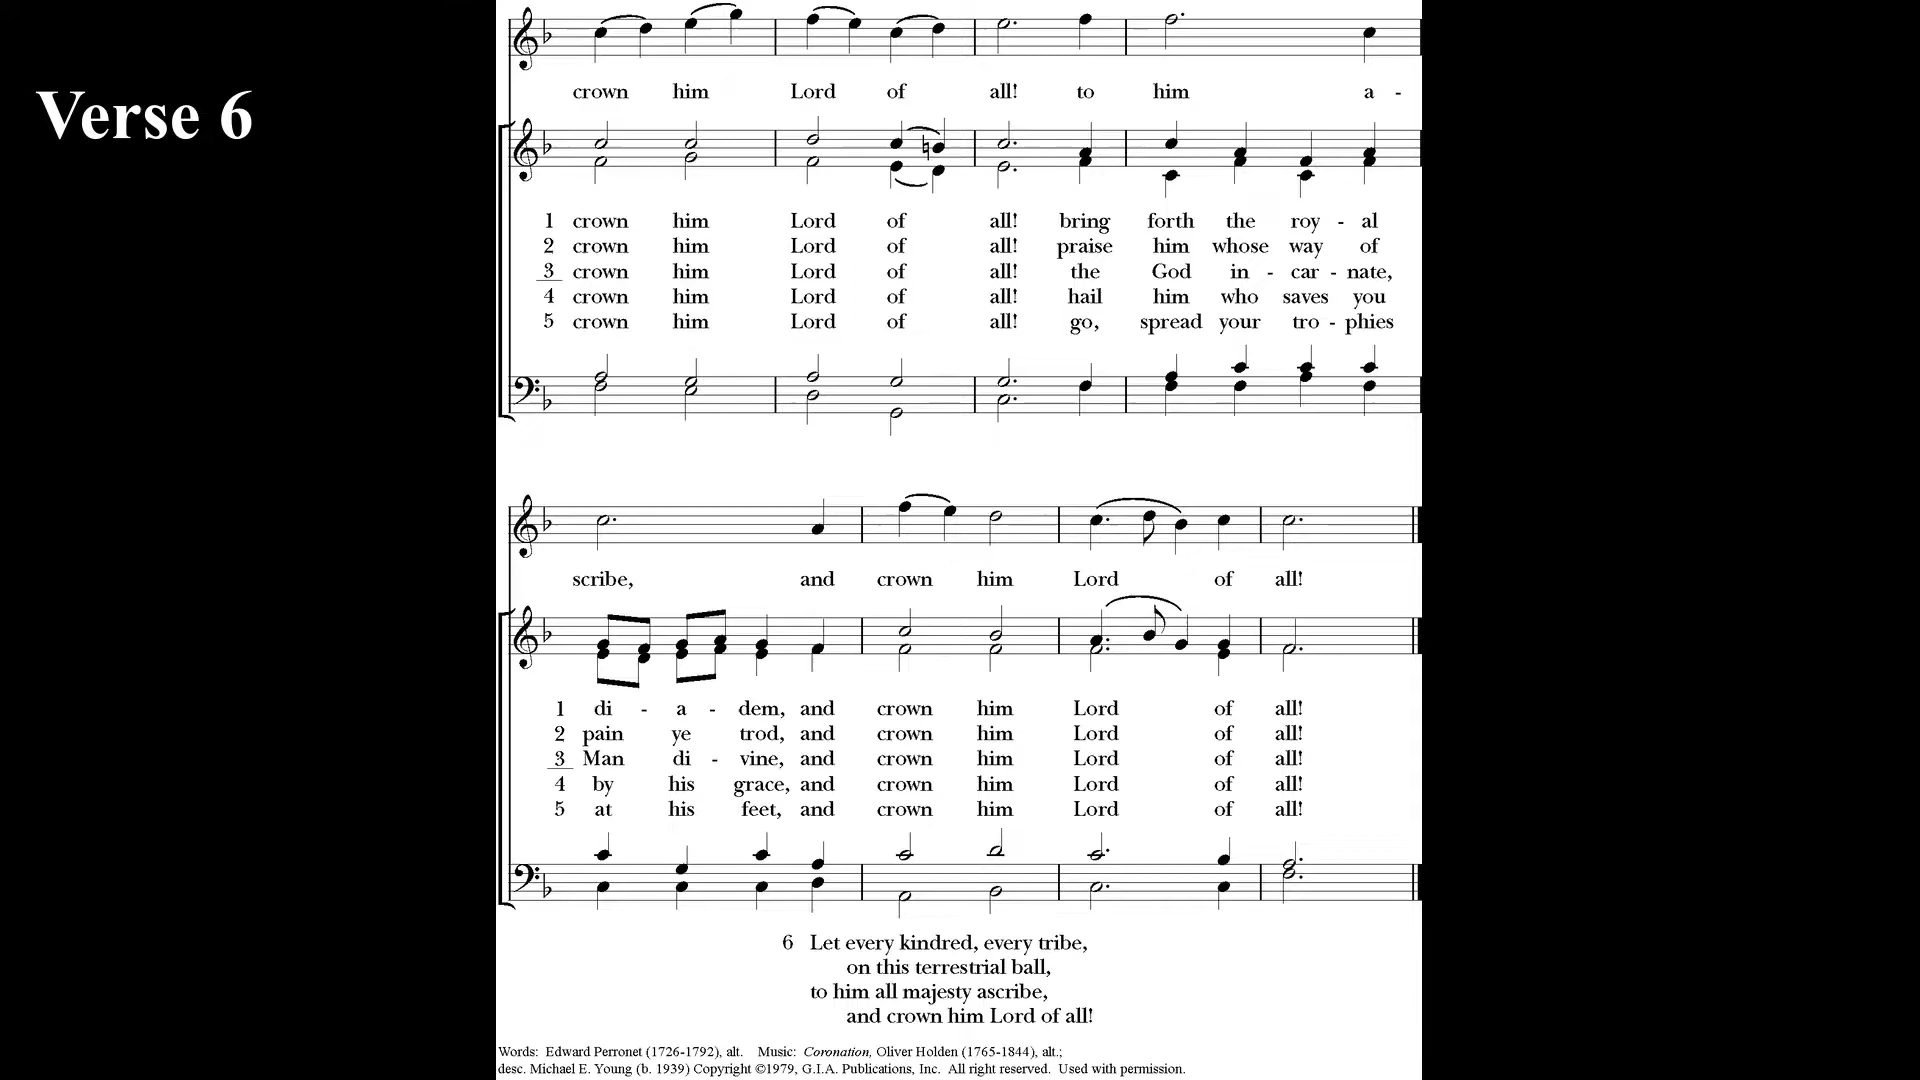 Verse 6
crown him Lord of all! to him a -
1 crown him Lord of all! bring forth the roy - al
2 crown him Lord of all! praise him whose way of
3 crown him Lord of all! the God in - car - nate,
4 crown him Lord of all! hail him who saves you
5 crown him Lord of all! go, spread your tro - phies
scribe, and crown him Lord of all!
1 di - a - dem, and crown him Lord of all!
2 pain ye trod, and crown him Lord of all!
3 Man di - vine, and crown him Lord of all!
4 by his grace, and crown him Lord of all!
5 at his feet, and crown him Lord of all!
6 Let every kindred, every tribe,
on this terrestrial ball,
to him all majesty ascribe,
and crown him Lord of all!
Words: Edward Perronet (1726-1792), alt. Music: Coronation, Oliver Holden (1765-1844), alt.;
desc. Michael E. Young (b. 1939) Copyright ©1979, G.I.A. Publications, Inc. All right reserved. Used with permission.